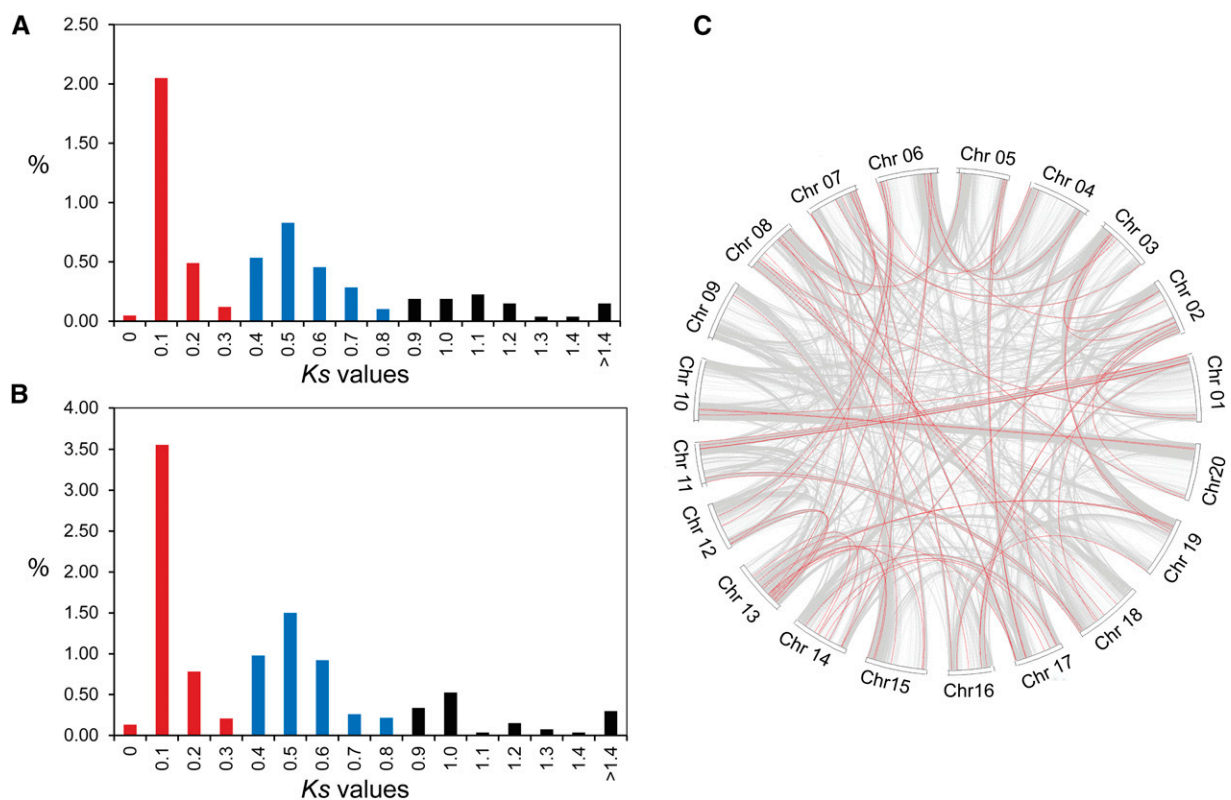 A
2.50
2.00
1.50
%
1.00
0.50
0.00
0
0.1
0.2
0.3
0.4
0.5
0.6
0.7
0.8
0.9
1.0
1.1
1.2
1.3
1.4
>1.4
Ks values
B
4.00
3.50
3.00
2.50
%
2.00
1.50
1.00
0.50
0.00
0
0.1
0.2
0.3
0.4
0.5
0.6
0.7
0.8
0.9
1.0
1.1
1.2
1.3
1.4
>1.4
Ks values
C
Chr 01
Chr 02
Chr 03
Chr 04
Chr 05
Chr 06
Chr 07
Chr 08
Chr 09
Chr 10
Chr 11
Chr 12
Chr 13
Chr 14
Chr15
Chr16
Chr 17
Chr 18
Chr 19
Chr20